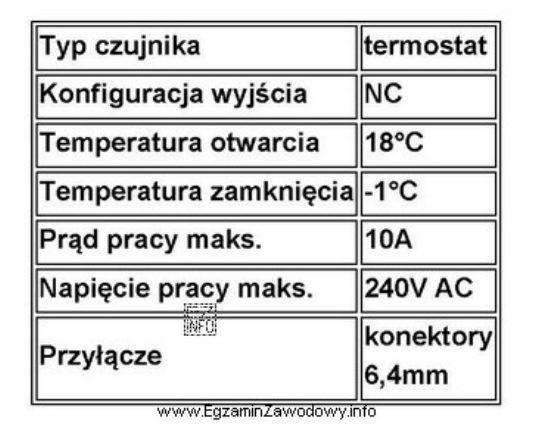 Typ czujnika termostat
Konfiguracja wyjścia NC
Temperatura otwarcia 18°C
Temperatura zamknięcia -1°C
Prąd pracy maks. 10A
Napięcie pracy maks. 240V AC
INFO
Przyłącze konektory
6,4mm
www.EgzaminZawodowy.info